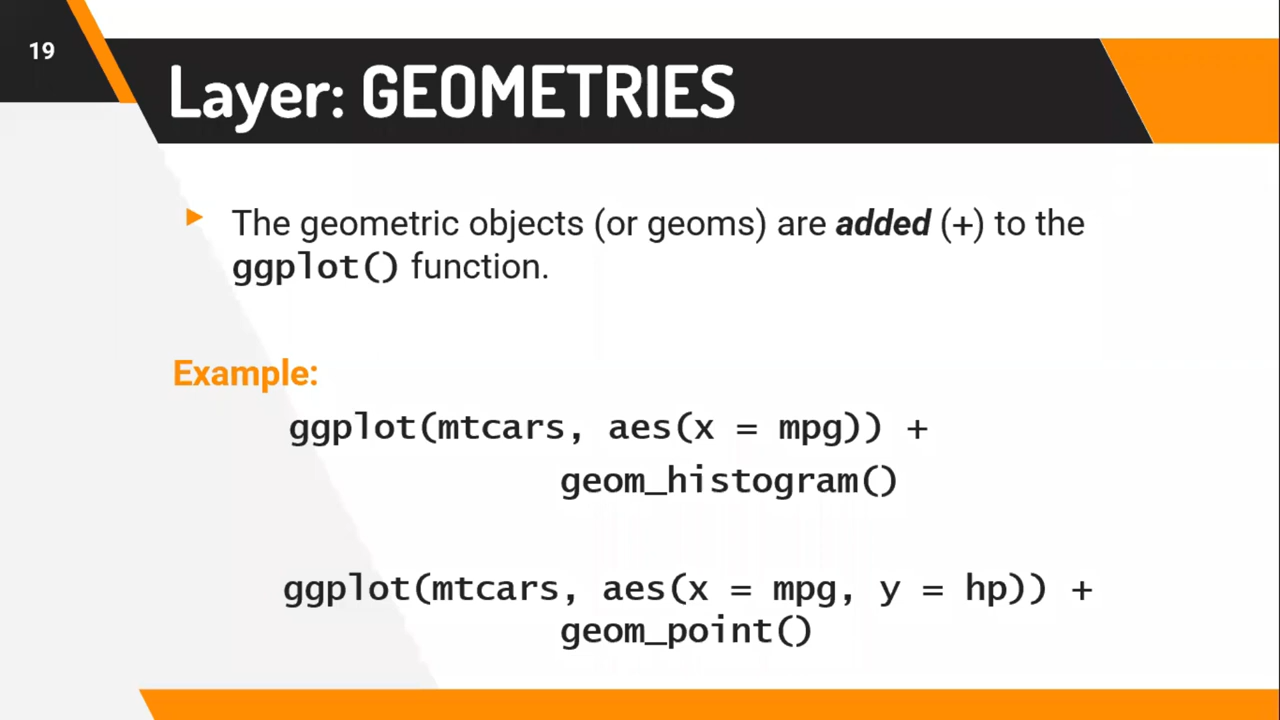 19
Layer: GEOMETRIES
The geometric objects (or geoms) are added (+) to the
ggplot() function.
Example:
ggplot(mtcars, aes(x = mpg)) +
geom_histogram()
ggplot(mtcars, aes(x = mpg, y = hp)) +
geom_point()